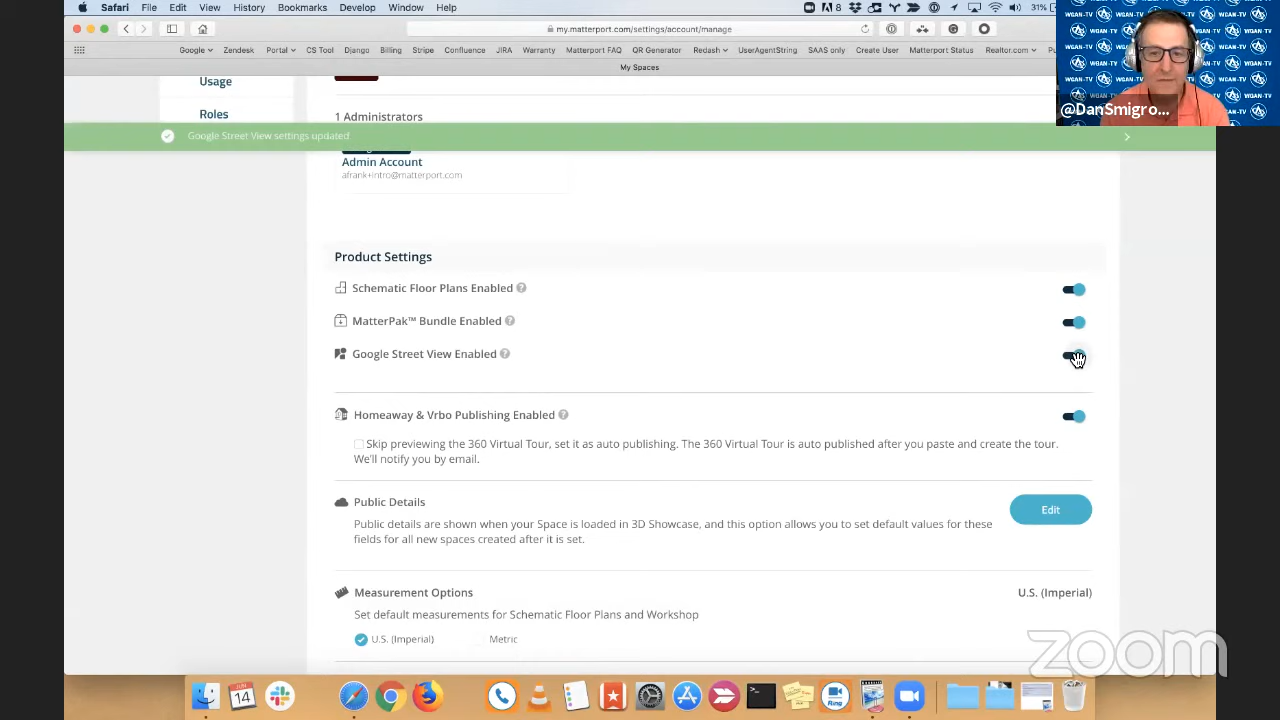 Safari File Edit View History Bookmarks Develop Window Help
8
31%
my.matterport.com/settings/account/manage
Google Zendesk Portal CS Tool Django Billing Stripe Confluence JIRA Warranty Matterport FAQ QR Generator Redash UserAgentString SAAS only Create User Matterport Status Realtor.com
My Spaces
WGAN-TV
@DanSmigro...
Usage
Roles
1 Administrators
Google Street View settings updated
Admin Account
afrank+intro@matterport.com
Product Settings
Schematic Floor Plans Enabled ?
MatterPak™ Bundle Enabled ?
Google Street View Enabled ?
Homeaway & Vrbo Publishing Enabled ?
Skip previewing the 360 Virtual Tour, set it as auto publishing. The 360 Virtual Tour is auto published after you paste and create the tour.
We'll notify you by email.
Public Details
Edit
Public details are shown when your Space is loaded in 3D Showcase, and this option allows you to set default values for these
fields for all new spaces created after it is set.
Measurement Options
U.S. (Imperial)
Set default measurements for Schematic Floor Plans and Workshop
U.S. (Imperial) Metric
zoom
JUN
14
Ring